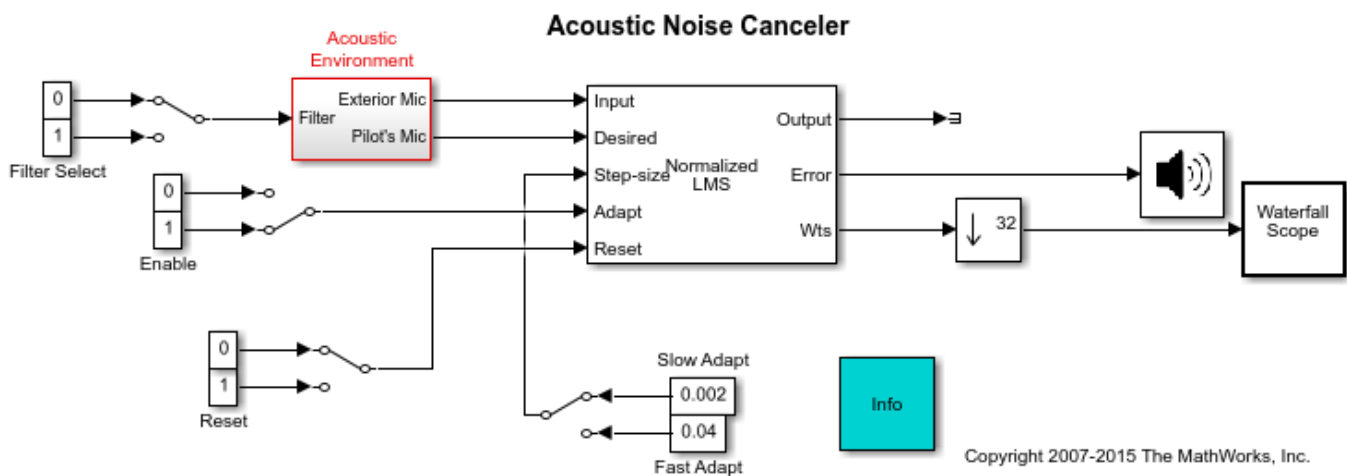 Acoustic Noise Canceler
Acoustic
Environment
0
1
Filter Select
Filter
Exterior Mic
Pilot's Mic
0
1
Enable
Input
Desired
Step-size
Adapt
Reset
Normalized
LMS
Output
Error
Wts
32
Waterfall
Scope
0
1
Reset
Slow Adapt
0.002
0.04
Fast Adapt
Info
Copyright 2007-2015 The MathWorks, Inc.